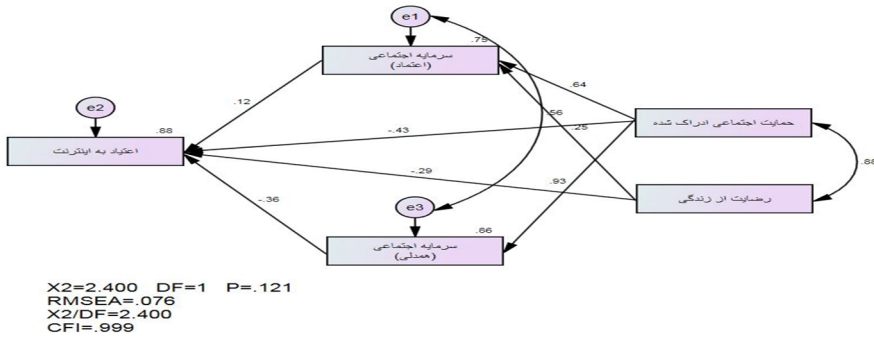 e1
.75
سرمایه اجتماعی
(اعتماد)
.64
.12
.56
.25
e2
.88
اعتیاد به اینترنت
-.43
حمایت اجتماعی ادراک شده
.88
-.29
.93
رضایت از زندگی
-.36
e3
.86
سرمایه اجتماعی
(همدلی)
X2=2.400 DF=1 P=.121
RMSEA=.076
X2/DF=2.400
CFI=.999